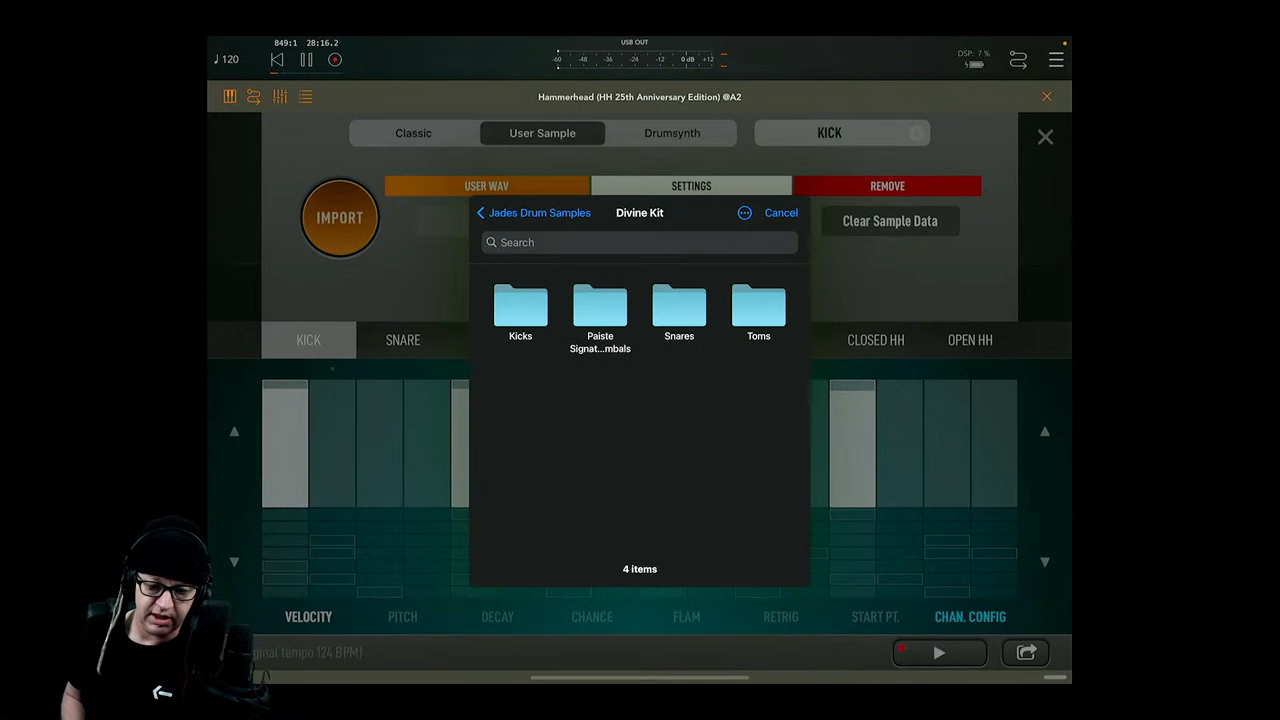 849:1 28:16.2
USB OUT
♩ 120
-60 -48 -36 -24 -12 0 dB +12
DSP: 7 %
Hammerhead (HH 25th Anniversary Edition) @A2
Classic User Sample Drumsynth KICK
USER WAV SETTINGS REMOVE
IMPORT
Jades Drum Samples Divine Kit Cancel
Clear Sample Data
Search
Kicks
Paiste
Signat...mbals
Snares
Toms
KICK SNARE CLOSED HH OPEN HH
4 items
VELOCITY PITCH DECAY CHANCE FLAM RETRIG START PT. CHAN. CONFIG
ginal tempo 124 BPM)